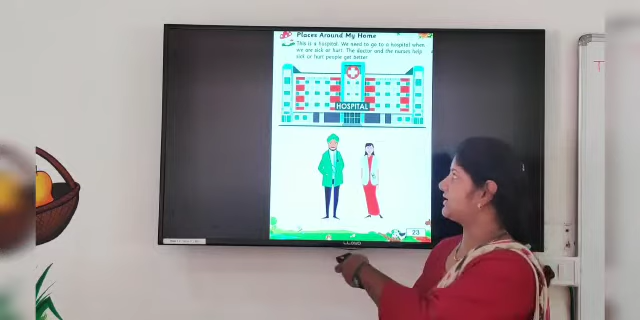 Places Around My Home
This is a hospital. We need to go to a hospital when
we are sick or hurt. The doctor and the nurses help
sick or hurt people get better.
HOSPITAL
23
LLOYD
T